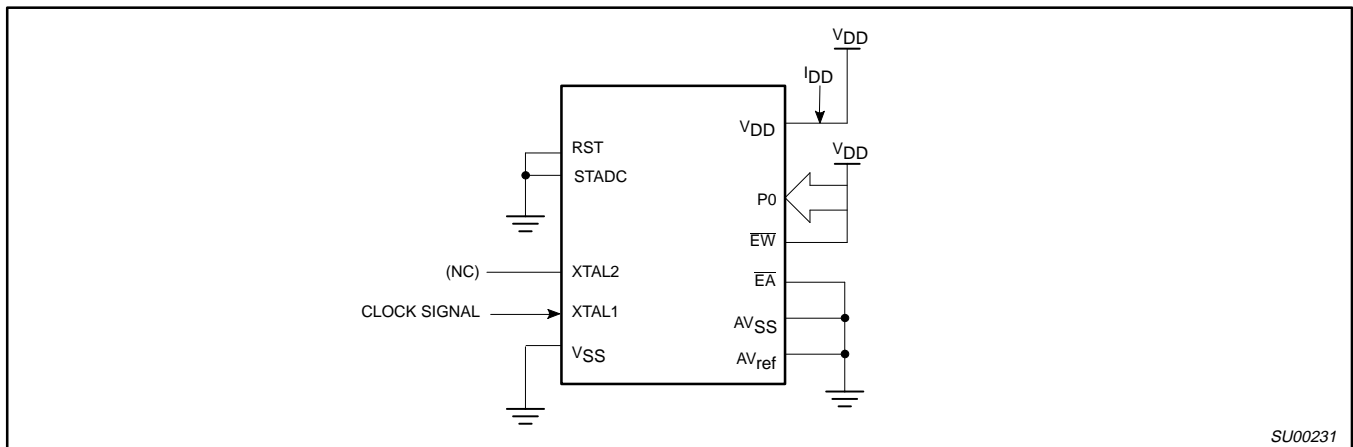 VDD
IDD
VDD
RST
VDD
STADC
P0
EW
(NC)
XTAL2
EA
CLOCK SIGNAL
XTAL1
AVSS
VSS
AVref
SU00231